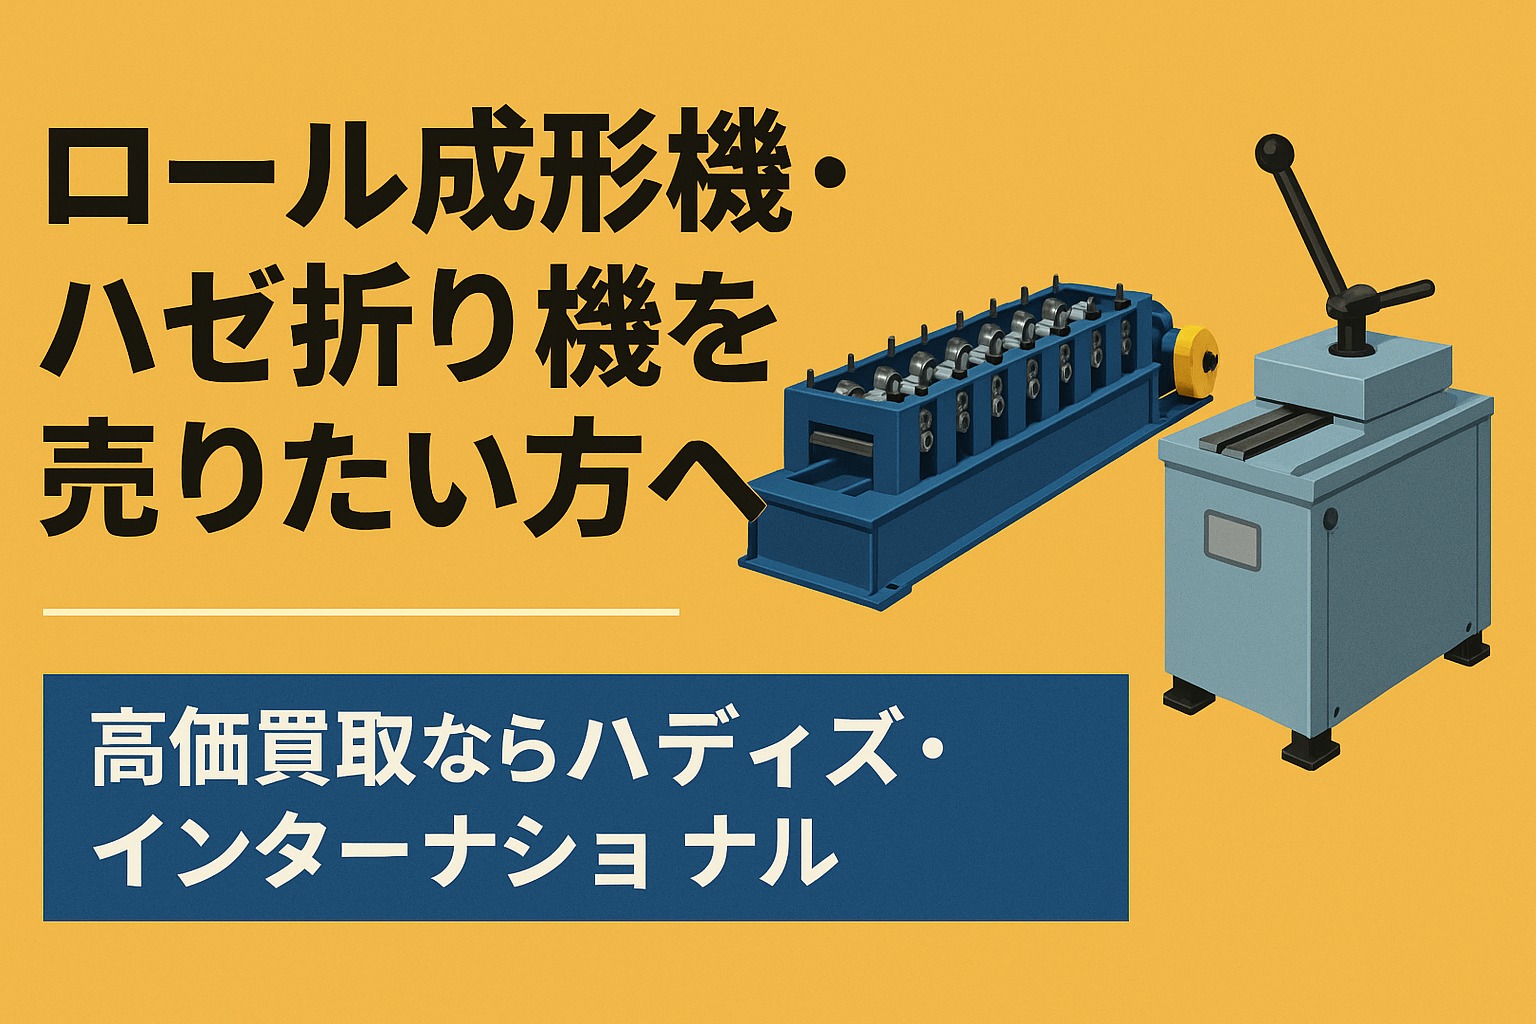 ロール成形機・
ハゼ折り機を
売りたい方へ
高価買取ならハディズ・
インターナショ ナル